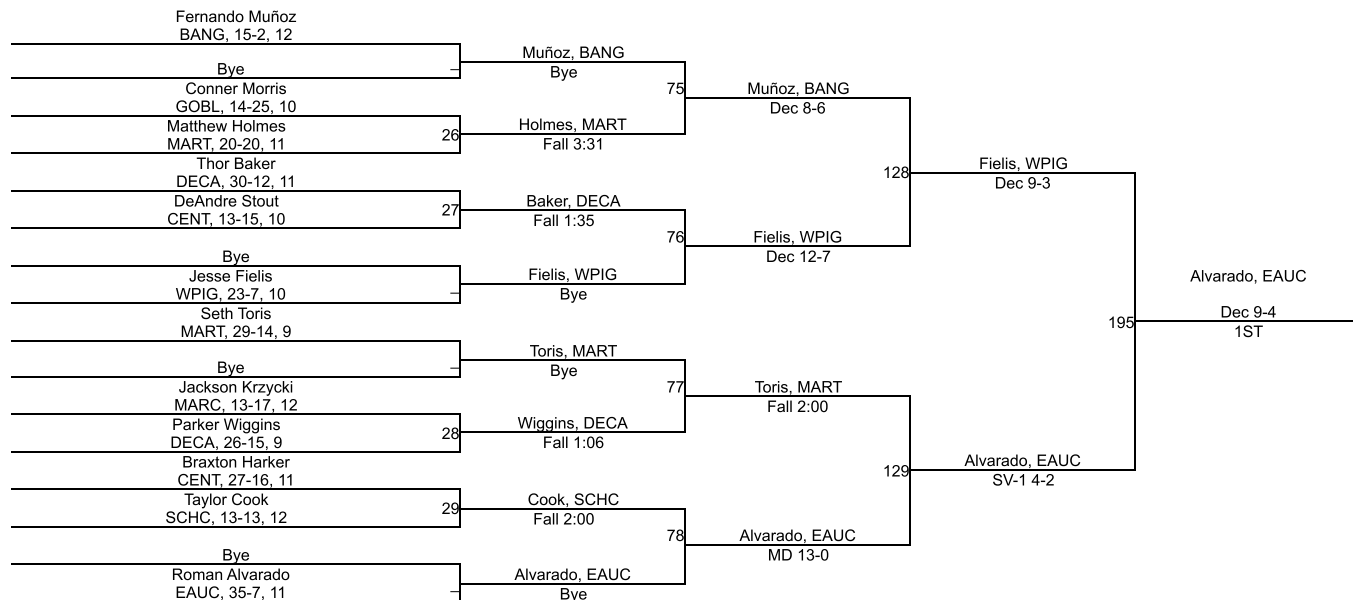 Fernando Muñoz
BANG, 15-2, 12
Bye
–
Conner Morris
GOBL, 14-25, 10
Matthew Holmes
MART, 20-20, 11
26
Thor Baker
DECA, 30-12, 11
DeAndre Stout
CENT, 13-15, 10
27
Bye
Jesse Fielis
WPIG, 23-7, 10
–
Seth Toris
MART, 29-14, 9
Bye
–
Jackson Krzycki
MARC, 13-17, 12
Parker Wiggins
DECA, 26-15, 9
28
Braxton Harker
CENT, 27-16, 11
Taylor Cook
SCHC, 13-13, 12
29
Bye
Roman Alvarado
EAUC, 35-7, 11
–
Muñoz, BANG
Bye
75
Holmes, MART
Fall 3:31
Baker, DECA
Fall 1:35
76
Fielis, WPIG
Bye
Toris, MART
Bye
77
Wiggins, DECA
Fall 1:06
Cook, SCHC
Fall 2:00
78
Alvarado, EAUC
Bye
Muñoz, BANG
Dec 8-6
128
Fielis, WPIG
Dec 12-7
Toris, MART
Fall 2:00
129
Alvarado, EAUC
MD 13-0
Fielis, WPIG
Dec 9-3
195
Alvarado, EAUC
SV-1 4-2
Alvarado, EAUC
Dec 9-4
1ST